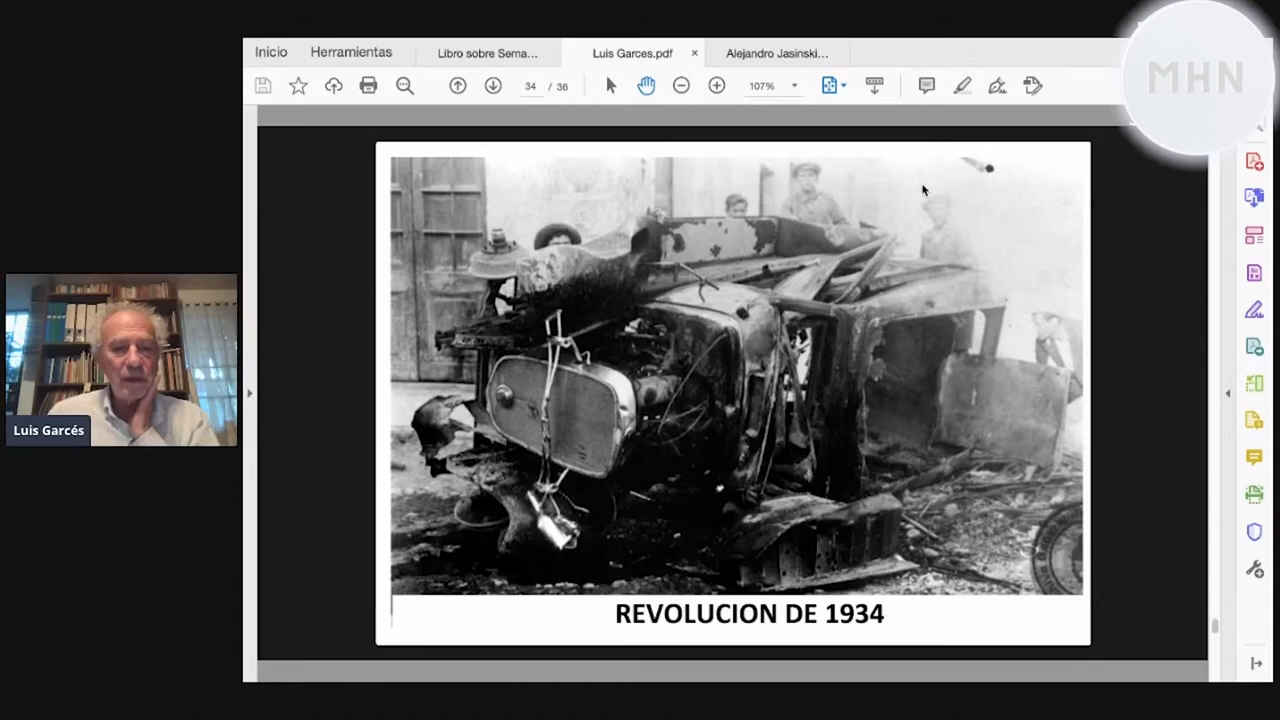 MHN
Inicio
Herramientas
Libro sobre Sema...
Luis Garces.pdf
Alejandro Jasinski...
34 / 36
107%
Luis Garcés
REVOLUCION DE 1934